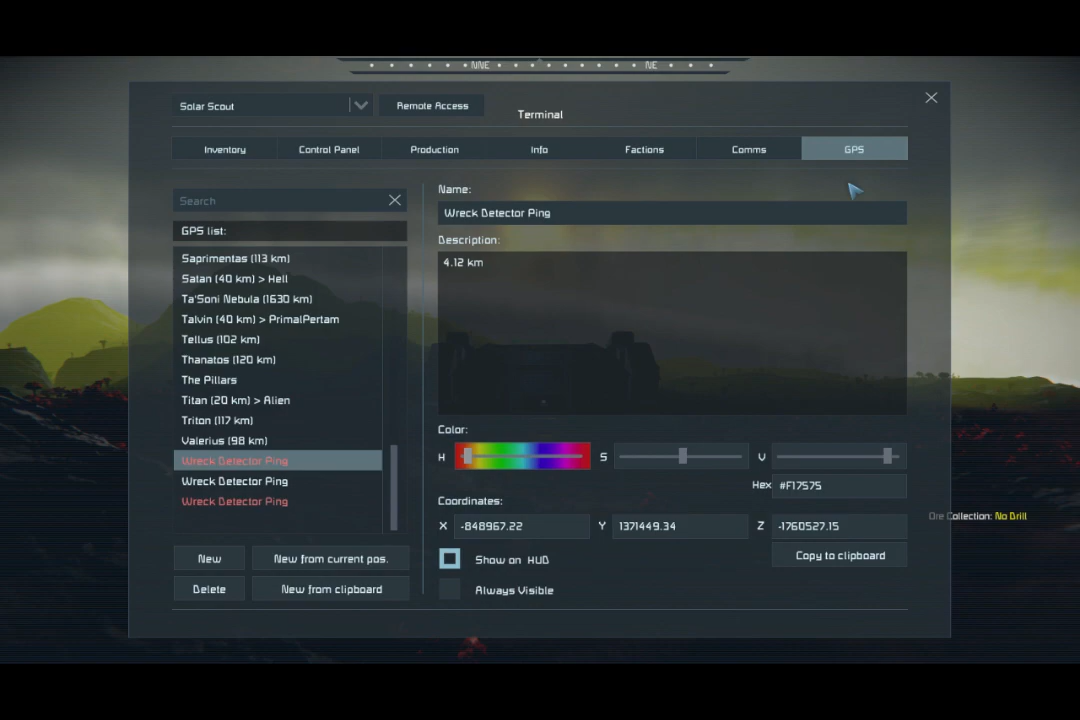 NNE NE
Solar Scout
Remote Access
Terminal
Inventory Control Panel Production Info Factions Comms GPS
Search
GPS list:
Saprimentas (113 km)
Satan (40 km) > Hell
Ta'Soni Nebula (1630 km)
Talvin (40 km) > PrimalPertam
Tellus (102 km)
Thanatos (120 km)
The Pillars
Titan (20 km) > Alien
Triton (117 km)
Valerius (98 km)
Wreck Detector Ping
Wreck Detector Ping
Wreck Detector Ping
New
New from current pos.
Delete
New from clipboard
Name:
Wreck Detector Ping
Description:
4.12 km
Color:
H S V
Hex #F17575
Coordinates:
X -848967.22 Y 1371449.34 Z -1760527.15
Show on HUD
Copy to clipboard
Always Visible
Ore Collection: No Drill